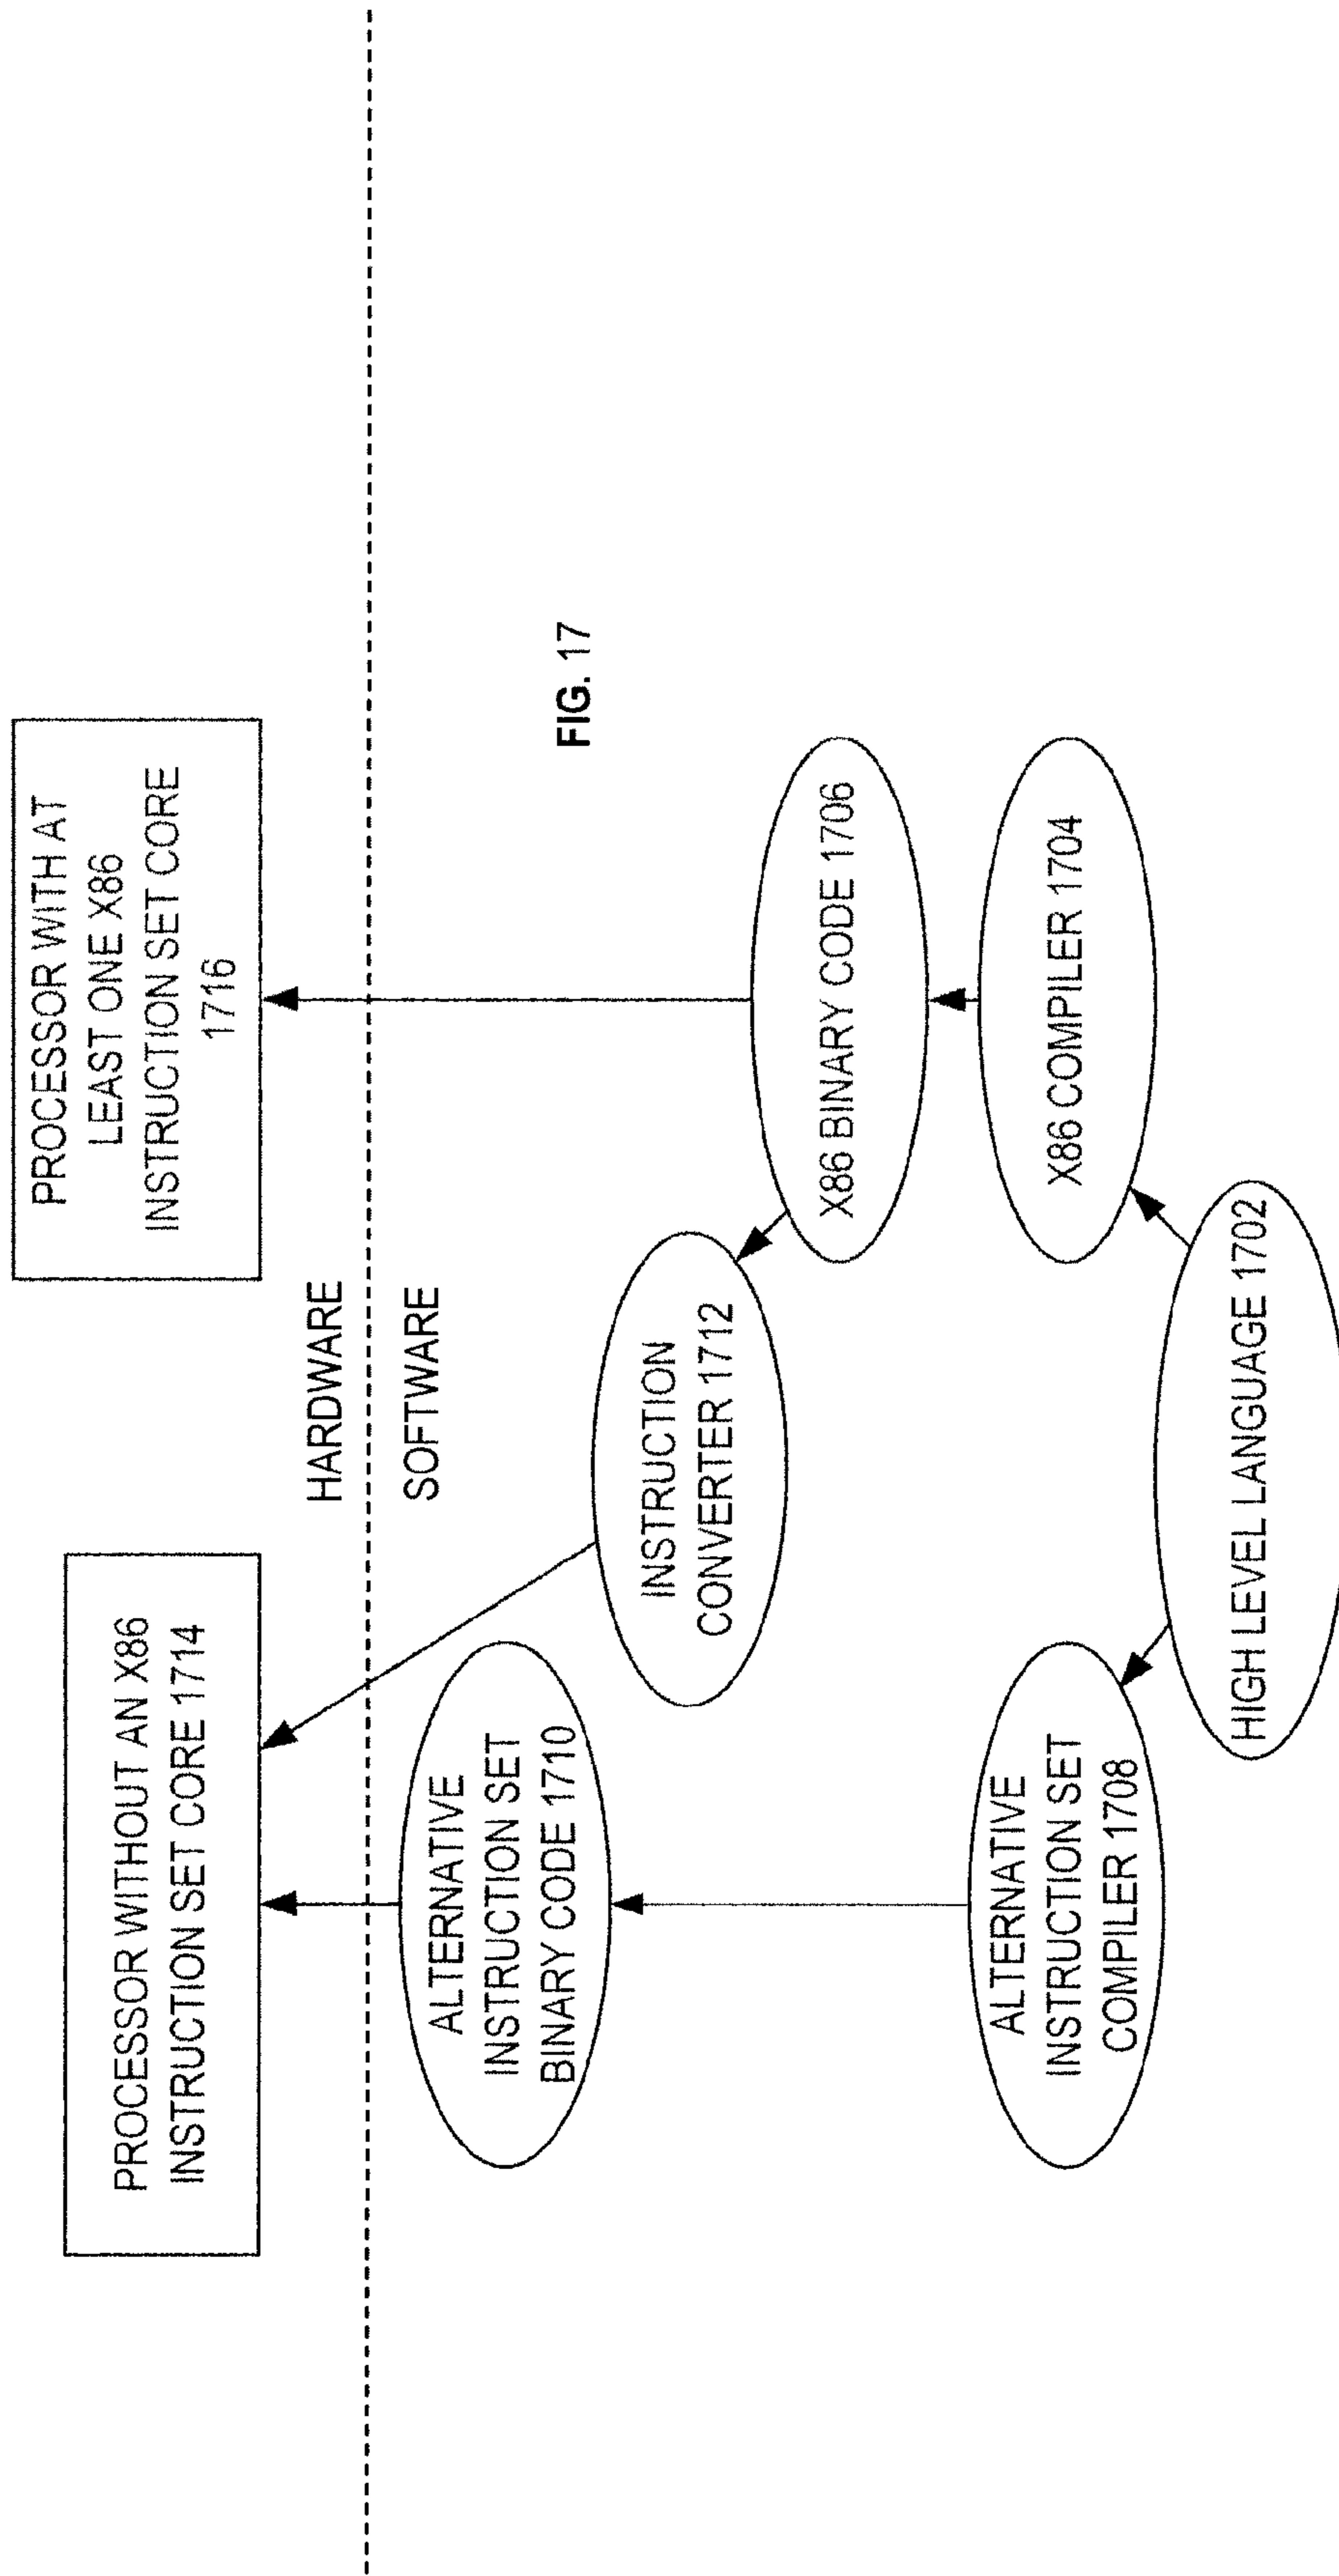 PROCESSOR WITHOUT AN X86
INSTRUCTION SET CORE 1714
PROCESSOR WITH AT
LEAST ONE X86
INSTRUCTION SET CORE
1716
HARDWARE
SOFTWARE
ALTERNATIVE
INSTRUCTION SET
BINARY CODE 1710
INSTRUCTION
CONVERTER 1712
FIG. 17
X86 BINARY CODE 1706
ALTERNATIVE
INSTRUCTION SET
COMPILER 1708
X86 COMPILER 1704
HIGH LEVEL LANGUAGE 1702